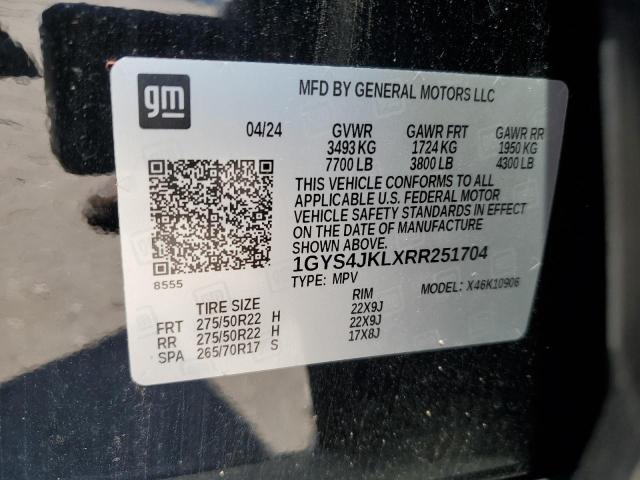 gm
MFD BY GENERAL MOTORS LLC
04/24 GVWR GAWR FRT GAWR RR
3493 KG 1724 KG 1950 KG
7700 LB 3800 LB 4300 LB
THIS VEHICLE CONFORMS TO ALL
APPLICABLE U.S. FEDERAL MOTOR
VEHICLE SAFETY STANDARDS IN EFFECT
ON THE DATE OF MANUFACTURE
SHOWN ABOVE.
1GYS4JKLXRR251704
TYPE: MPV MODEL: X46K10906
8555
TIRE SIZE RIM
FRT 275/50R22 H 22X9J
RR 275/50R22 H 22X9J
SPA 265/70R17 S 17X8J